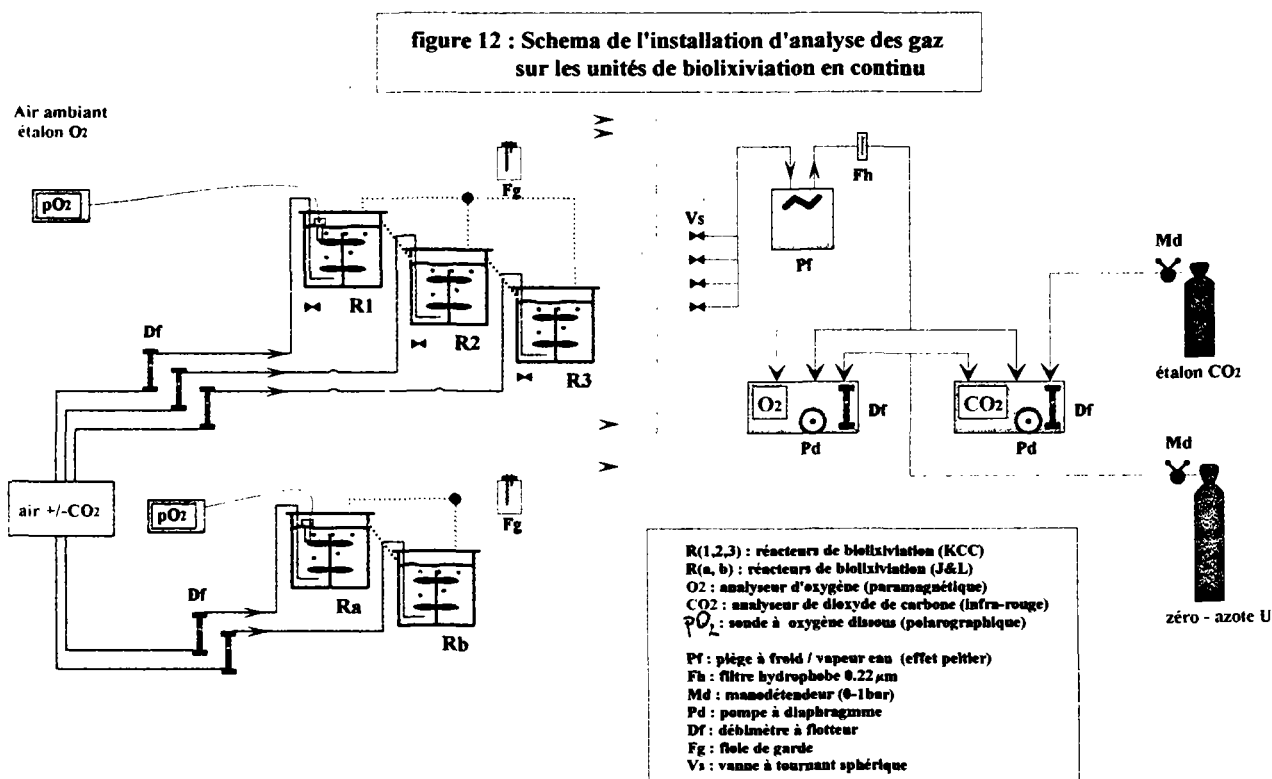 figure 12 : Schema de l'installation d'analyse des gaz
sur les unités de biolixiviation en continu
Air ambiant
étalon O2
pO2
Fg
R1
R2
R3
Df
air +/-CO2
pO2
Fg
Df
Ra
Rb
Vs
Fh
Pf
Md
étalon CO2
O2
Df
Pd
CO2
Df
Pd
Md
zéro - azote U
R(1,2,3) : réacteurs de biolixiviation (KCC)
R(a, b) : réacteurs de biolixiviation (J&L)
O2 : analyseur d'oxygène (paramagnétique)
CO2 : analyseur de dioxyde de carbone (infra-rouge)
pO2 : sonde à oxygène dissous (polarographique)
Pf : piège à froid / vapeur eau (effet peltier)
Fh : filtre hydrophobe 0.22 µm
Md : manodétendeur (0-1bar)
Pd : pompe à diaphragmme
Df : débimètre à flotteur
Fg : fiole de garde
Vs : vanne à tournant sphérique